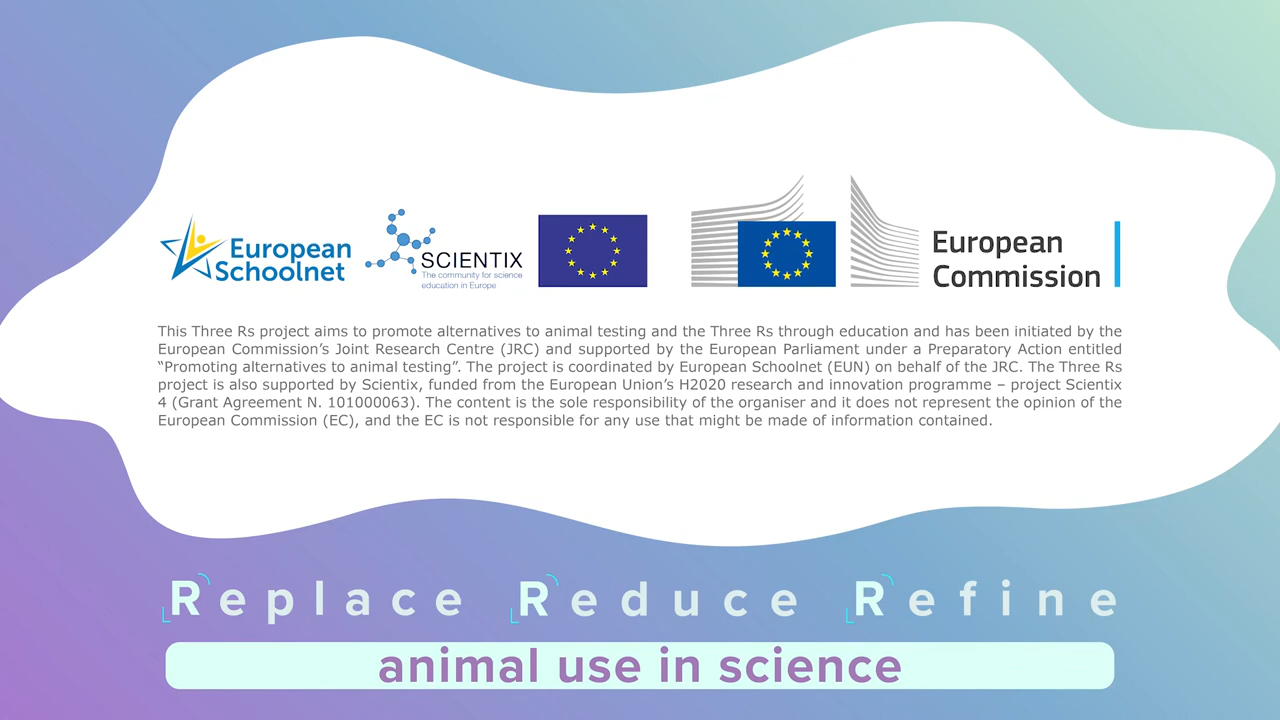 European
Schoolnet
SCIENTIX
The community for science
education in Europe
European
Commission
This Three Rs project aims to promote alternatives to animal testing and the Three Rs through education and has been initiated by the
European Commission’s Joint Research Centre (JRC) and supported by the European Parliament under a Preparatory Action entitled
“Promoting alternatives to animal testing”. The project is coordinated by European Schoolnet (EUN) on behalf of the JRC. The Three Rs
project is also supported by Scientix, funded from the European Union’s H2020 research and innovation programme – project Scientix
4 (Grant Agreement N. 101000063). The content is the sole responsibility of the organiser and it does not represent the opinion of the
European Commission (EC), and the EC is not responsible for any use that might be made of information contained.
Replace Reduce Refine
animal use in science